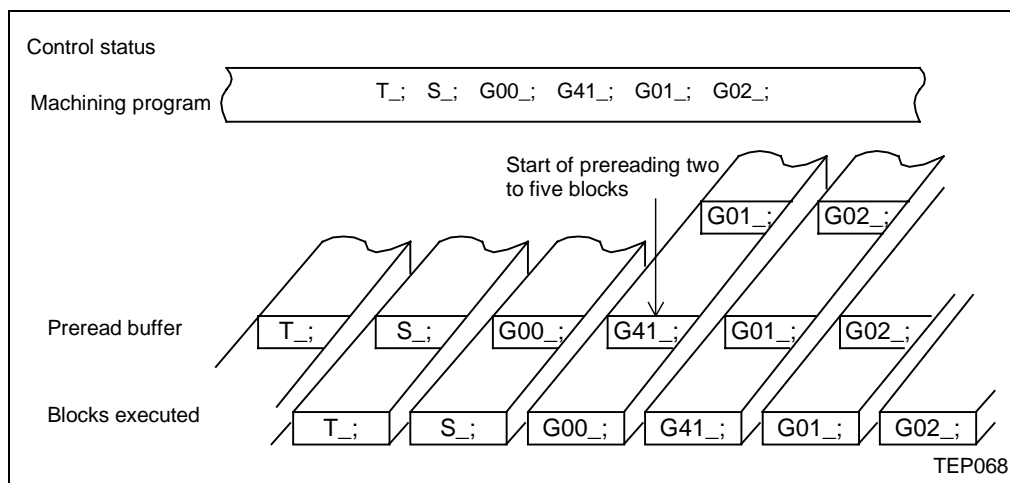 Control status
Machining program
T_; S_; G00_; G41_; G01_; G02_;
Start of prereading two
to five blocks
G01_; G02_;
Preread buffer
T_; S_; G00_; G41_; G01_; G02_;
Blocks executed
T_; S_; G00_; G41_; G01_; G02_;
TEP068